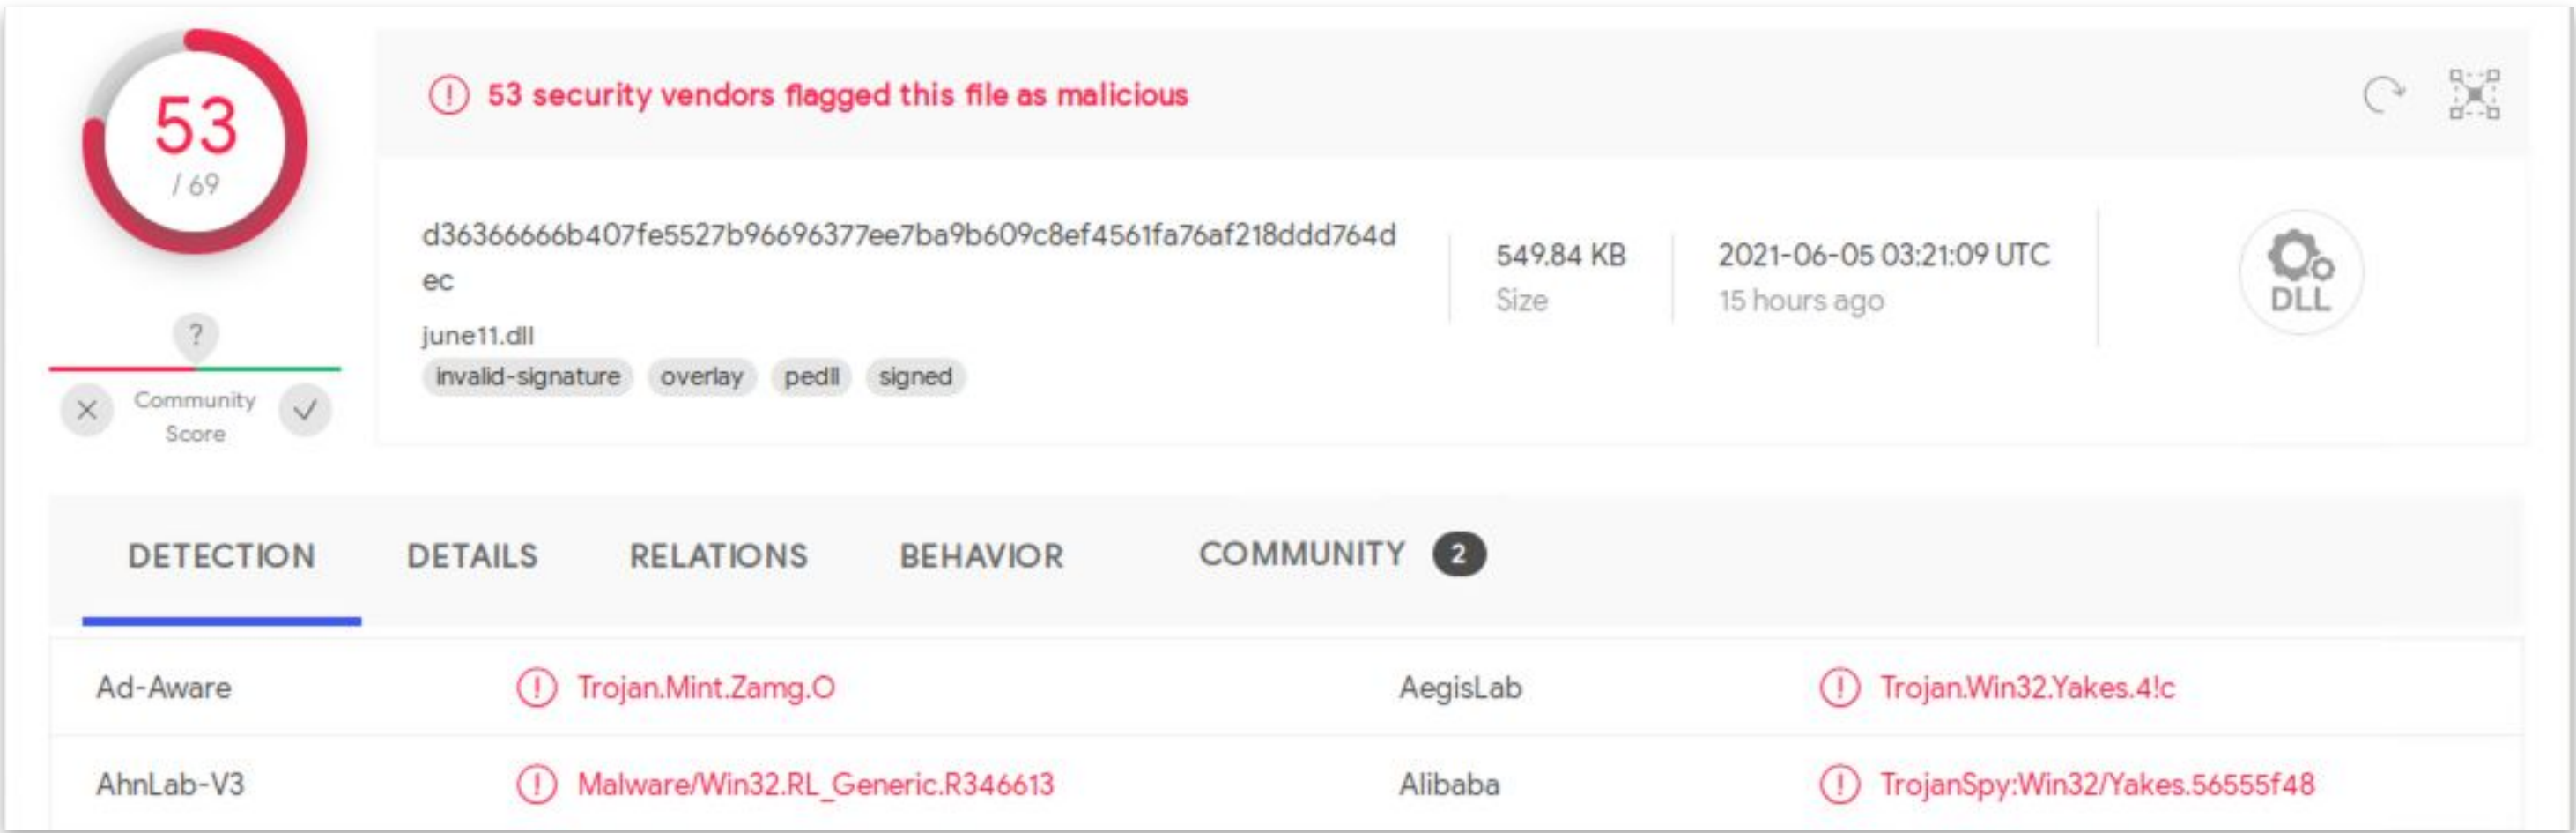 53
/ 69
?
Community
Score
53 security vendors flagged this file as malicious
d36366666b407fe5527b96696377ee7ba9b609c8ef4561fa76af218ddd764d
ec
june11.dll
invalid-signature overlay pedll signed
549.84 KB
Size
2021-06-05 03:21:09 UTC
15 hours ago
DLL
DETECTION DETAILS RELATIONS BEHAVIOR COMMUNITY 2
Ad-Aware Trojan.Mint.Zamg.O AegisLab Trojan.Win32.Yakes.4!c
AhnLab-V3 Malware/Win32.RL_Generic.R346613 Alibaba TrojanSpy:Win32/Yakes.56555f48